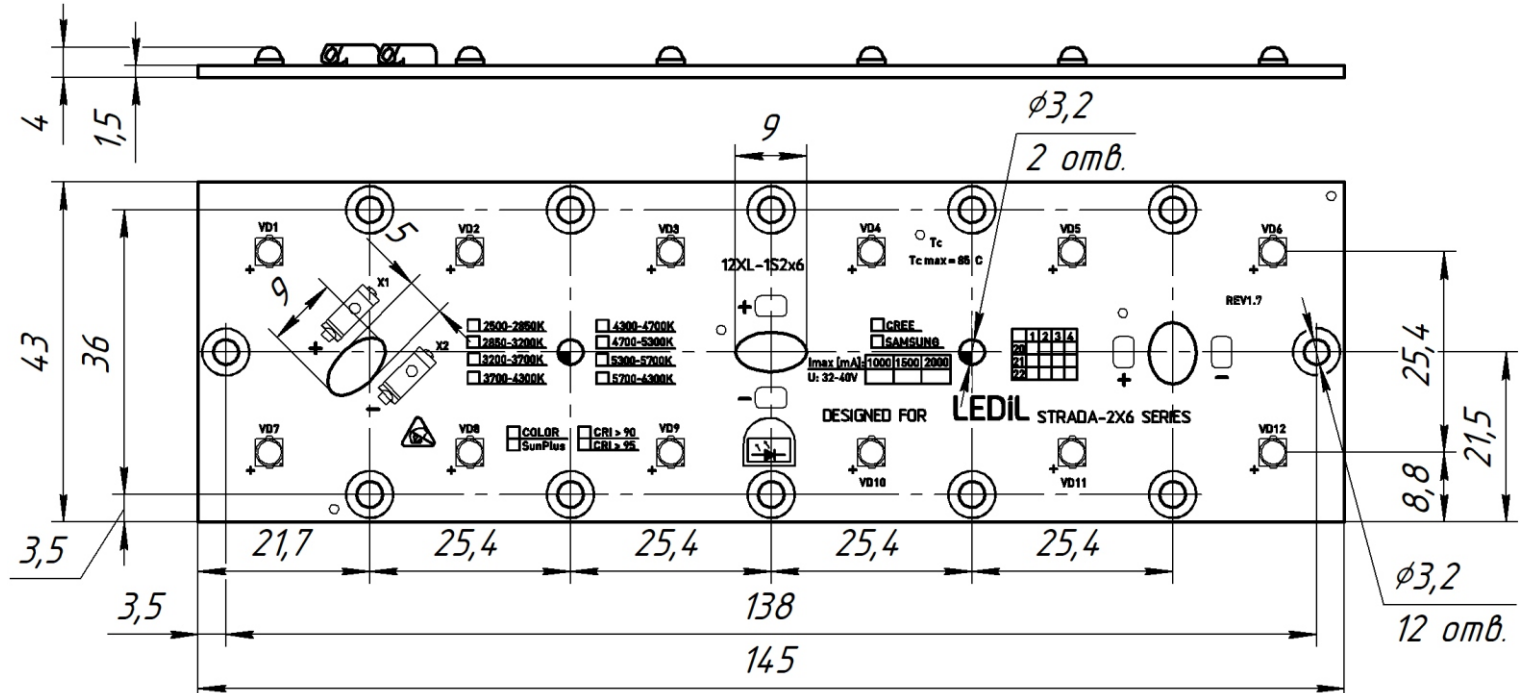 4
1,5
9
ϕ3,2
2 отв.
VD1
VD2
VD3
VD4
VD5
VD6
+
+
+
+
+
+
Tc
Tc max = 85 C
12XL-1S2x6
5
9
X1
X2
+
-
+
-
+
-
REV1.7
43
36
2500-2850K
2850-3200K
3200-3700K
3700-4300K
4300-4700K
4700-5300K
5300-5700K
5700-6300K
CREE
SAMSUNG
Imax [mA]: 1000 1500 2000
U: 32-40V
1 2 3 4
20
21
22
25,4
21,5
8,8
DESIGNED FOR LEDiL STRADA-2X6 SERIES
COLOR
SunPlus
CRI > 90
CRI > 95
VD7
VD8
VD9
VD10
VD11
VD12
+
+
+
+
+
+
3,5
21,7
25,4
25,4
25,4
25,4
ϕ3,2
12 отв.
3,5
138
145